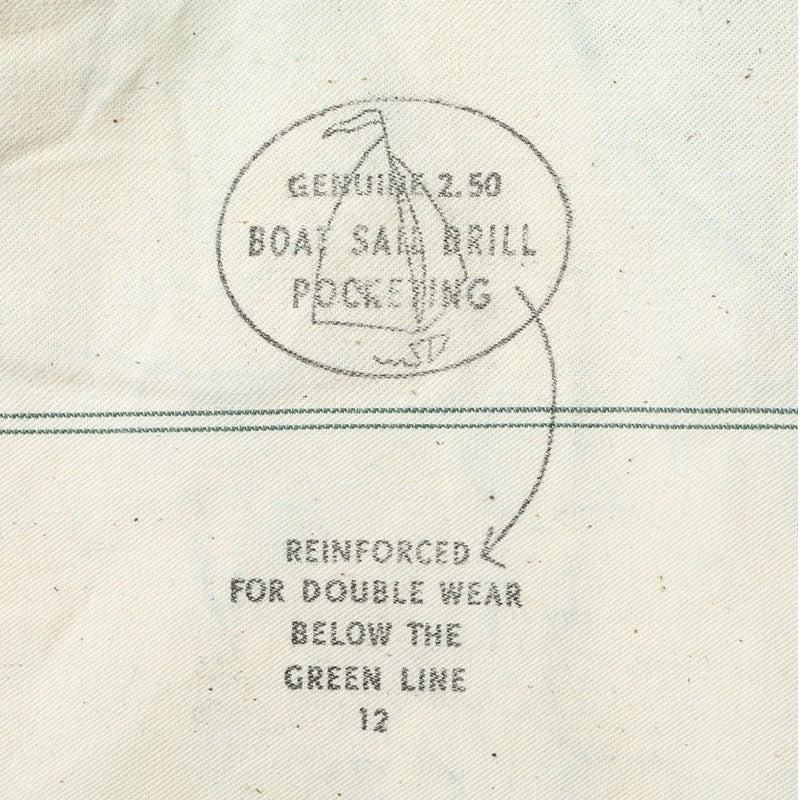 GENUINE 2.50
BOAT SAIL DRILL
POCKETING
REINFORCED
FOR DOUBLE WEAR
BELOW THE
GREEN LINE
12